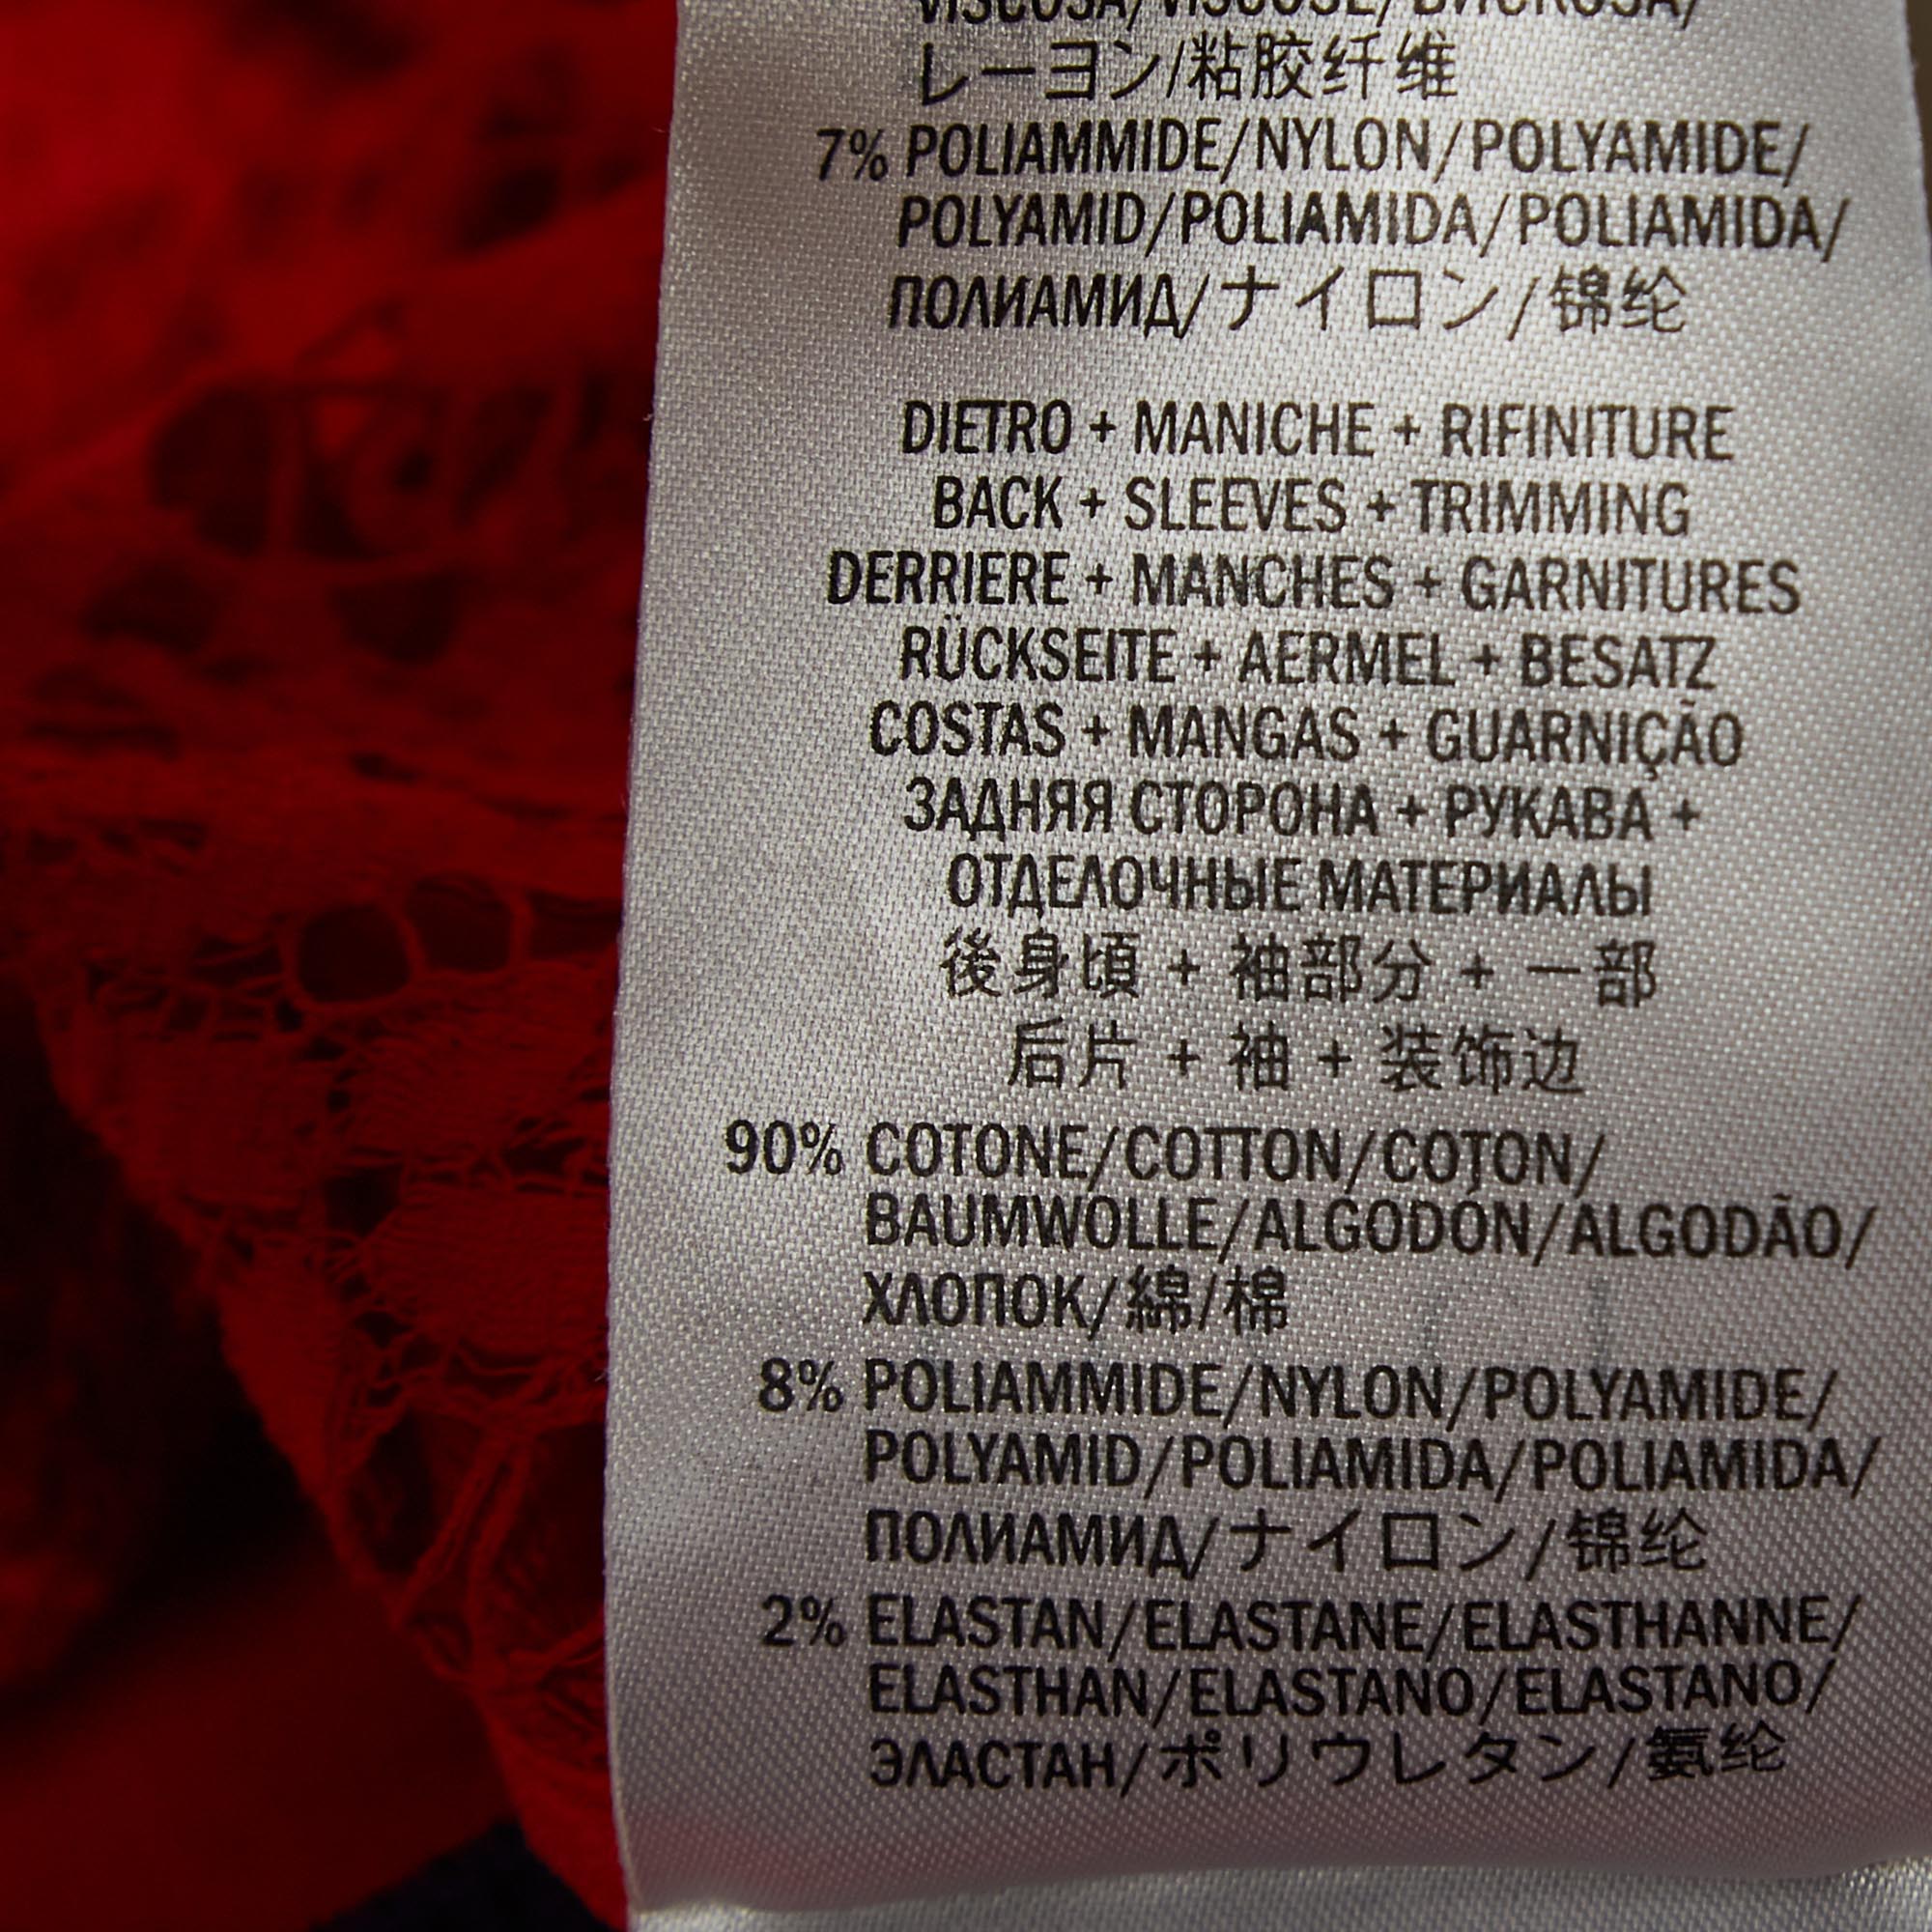 VISCOSA/VISCOSE/ВИСКОЗА/
レーヨン/粘胶纤维
7% POLIAMMIDE/NYLON/POLYAMIDE/
POLYAMID/POLIAMIDA/POLIAMIDA/
ПОЛИАМИД/ナイロン/锦纶
DIETRO + MANICHE + RIFINITURE
BACK + SLEEVES + TRIMMING
DERRIERE + MANCHES + GARNITURES
RÜCKSEITE + AERMEL + BESATZ
COSTAS + MANGAS + GUARNIÇÃO
ЗАДНЯЯ СТОРОНА + РУКАВА +
ОТДЕЛОЧНЫЕ МАТЕРИАЛЫ
後身頃 + 袖部分 + 一部
后片 + 袖 + 装饰边
90% COTONE/COTTON/COTON/
BAUMWOLLE/ALGODÓN/ALGODÃO/
ХЛОПОК/綿/棉
8% POLIAMMIDE/NYLON/POLYAMIDE/
POLYAMID/POLIAMIDA/POLIAMIDA/
ПОЛИАМИД/ナイロン/锦纶
2% ELASTAN/ELASTANE/ELASTHANNE/
ELASTHAN/ELASTANO/ELASTANO/
ЭЛАСТАН/ポリウレタン/氨纶